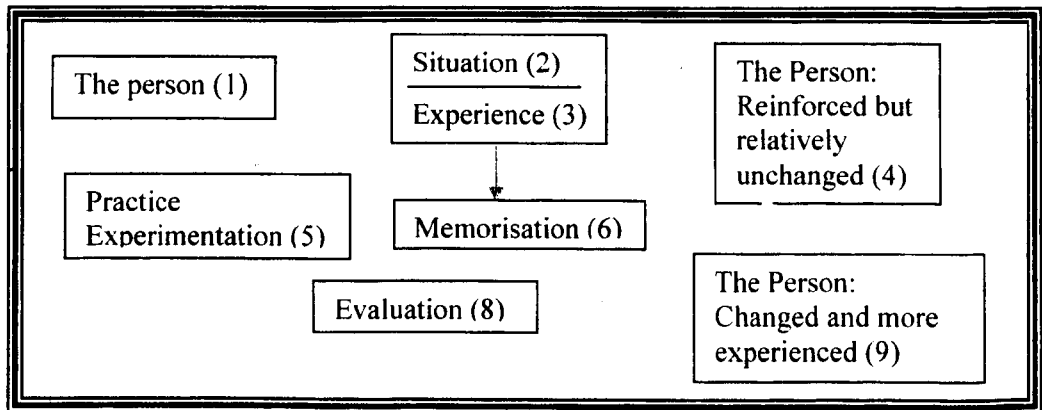 The person (1)
Situation (2)
Experience (3)
The Person:
Reinforced but
relatively
unchanged (4)
Practice
Experimentation (5)
Memorisation (6)
Evaluation (8)
The Person:
Changed and more
experienced (9)